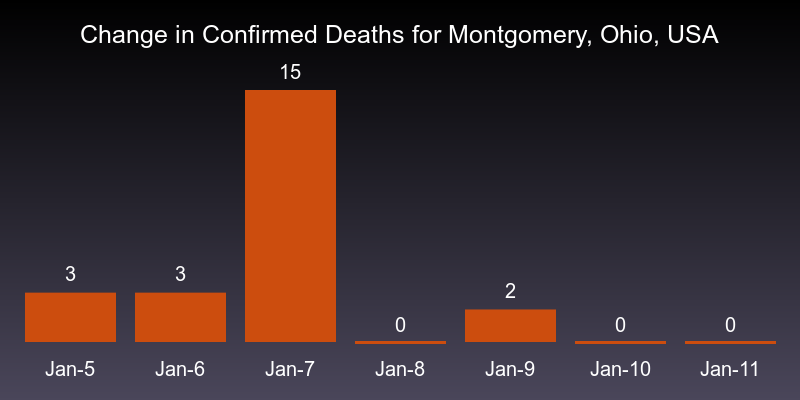 Change in Confirmed Deaths for Montgomery, Ohio, USA
15
3 3 0 2 0 0
Jan-5 Jan-6 Jan-7 Jan-8 Jan-9 Jan-10 Jan-11